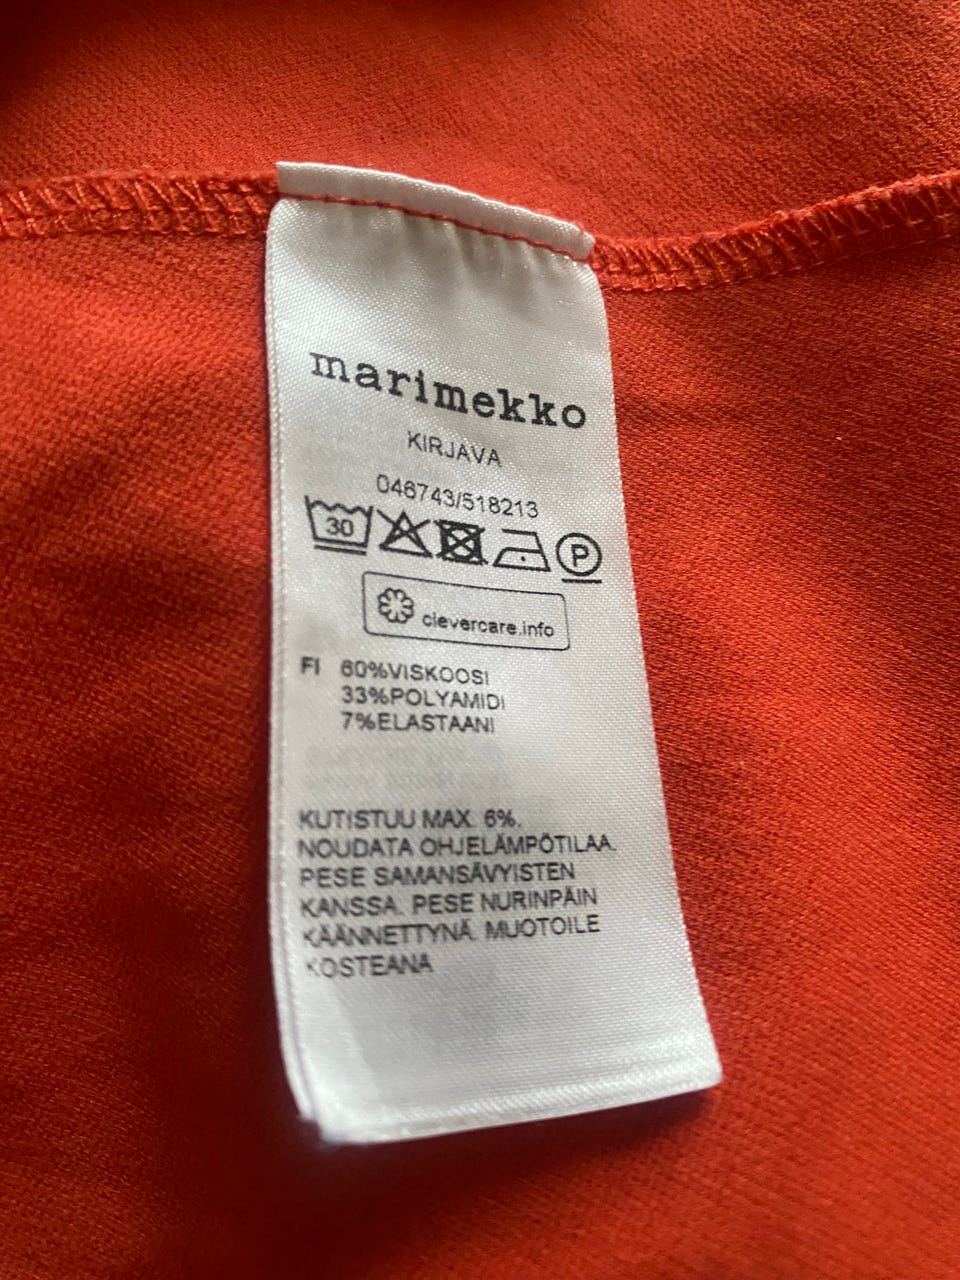 marimekko
KIRJAVA
046743/518213
30 P
clevercare.info
FI 60%VISKOOSI
33%POLYAMIDI
7%ELASTAANI
KUTISTUU MAX. 6%.
NOUDATA OHJELÄMPÖTILAA.
PESE SAMANSÄVYISTEN
KANSSA. PESE NURINPÄIN
KÄÄNNETTYNÄ. MUOTOILE
KOSTEANA